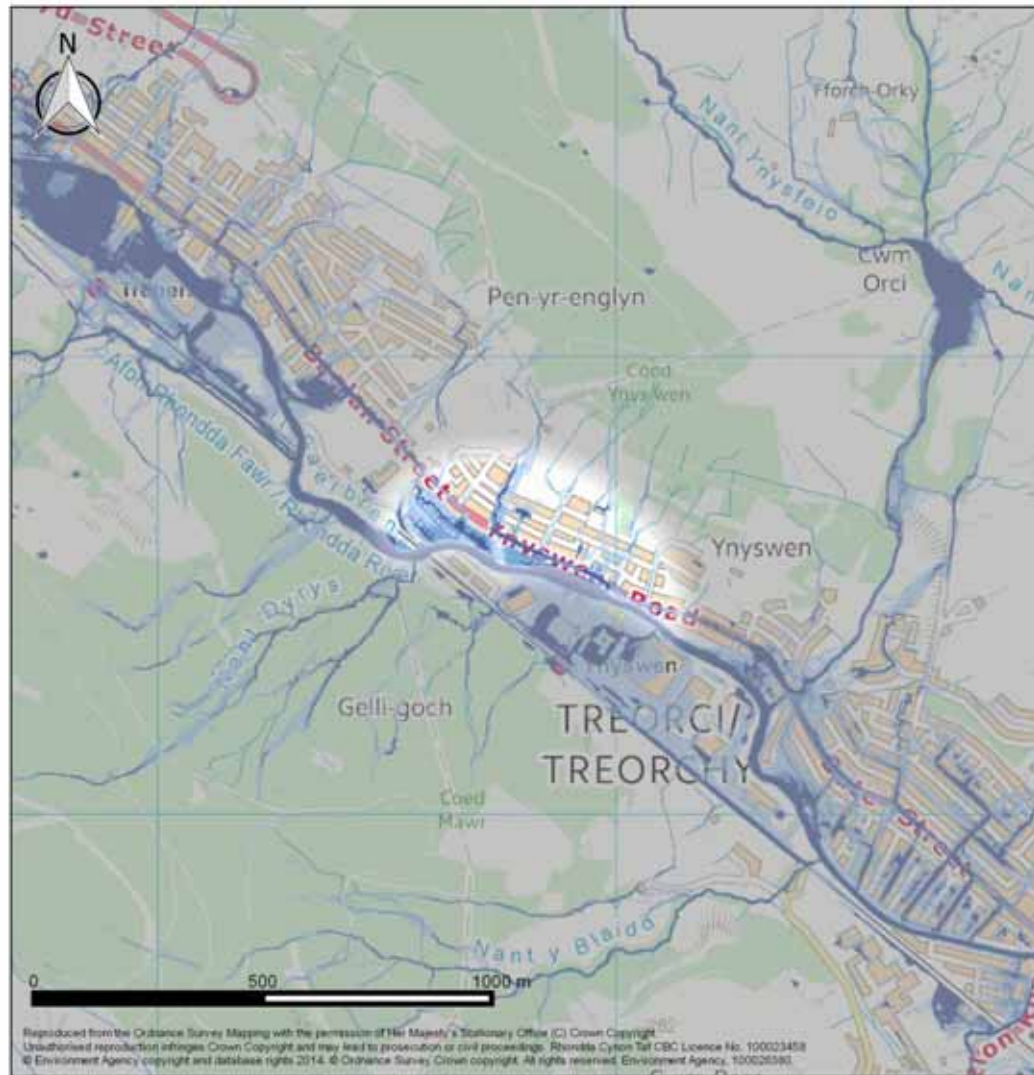 N
Fforch-Orky
Nant Ynysfeio
Cwm
Orci
Pen-yr-englyn
Coed
Ynys wen
Afon Rhondda Fawr / Rhondda River
Ynyswen Road
Ynyswen
Nant Dyrys
Ynyswen
Gelli-goch
TREORCI/
TREORCHY
Coed
Mawr
Street
Nant y Blaidd
0 500 1000 m
Reproduced from the Ordnance Survey Mapping with the permission of Her Majesty's Stationary Office (C) Crown Copyright.
Unauthorised reproduction infringes Crown Copyright and may lead to prosecution or civil proceedings. Rhondda Cynon Taf CBC Licence No. 100023458
© Environment Agency copyright and database rights 2014. © Ordnance Survey Crown copyright. All rights reserved. Environment Agency, 100026380.